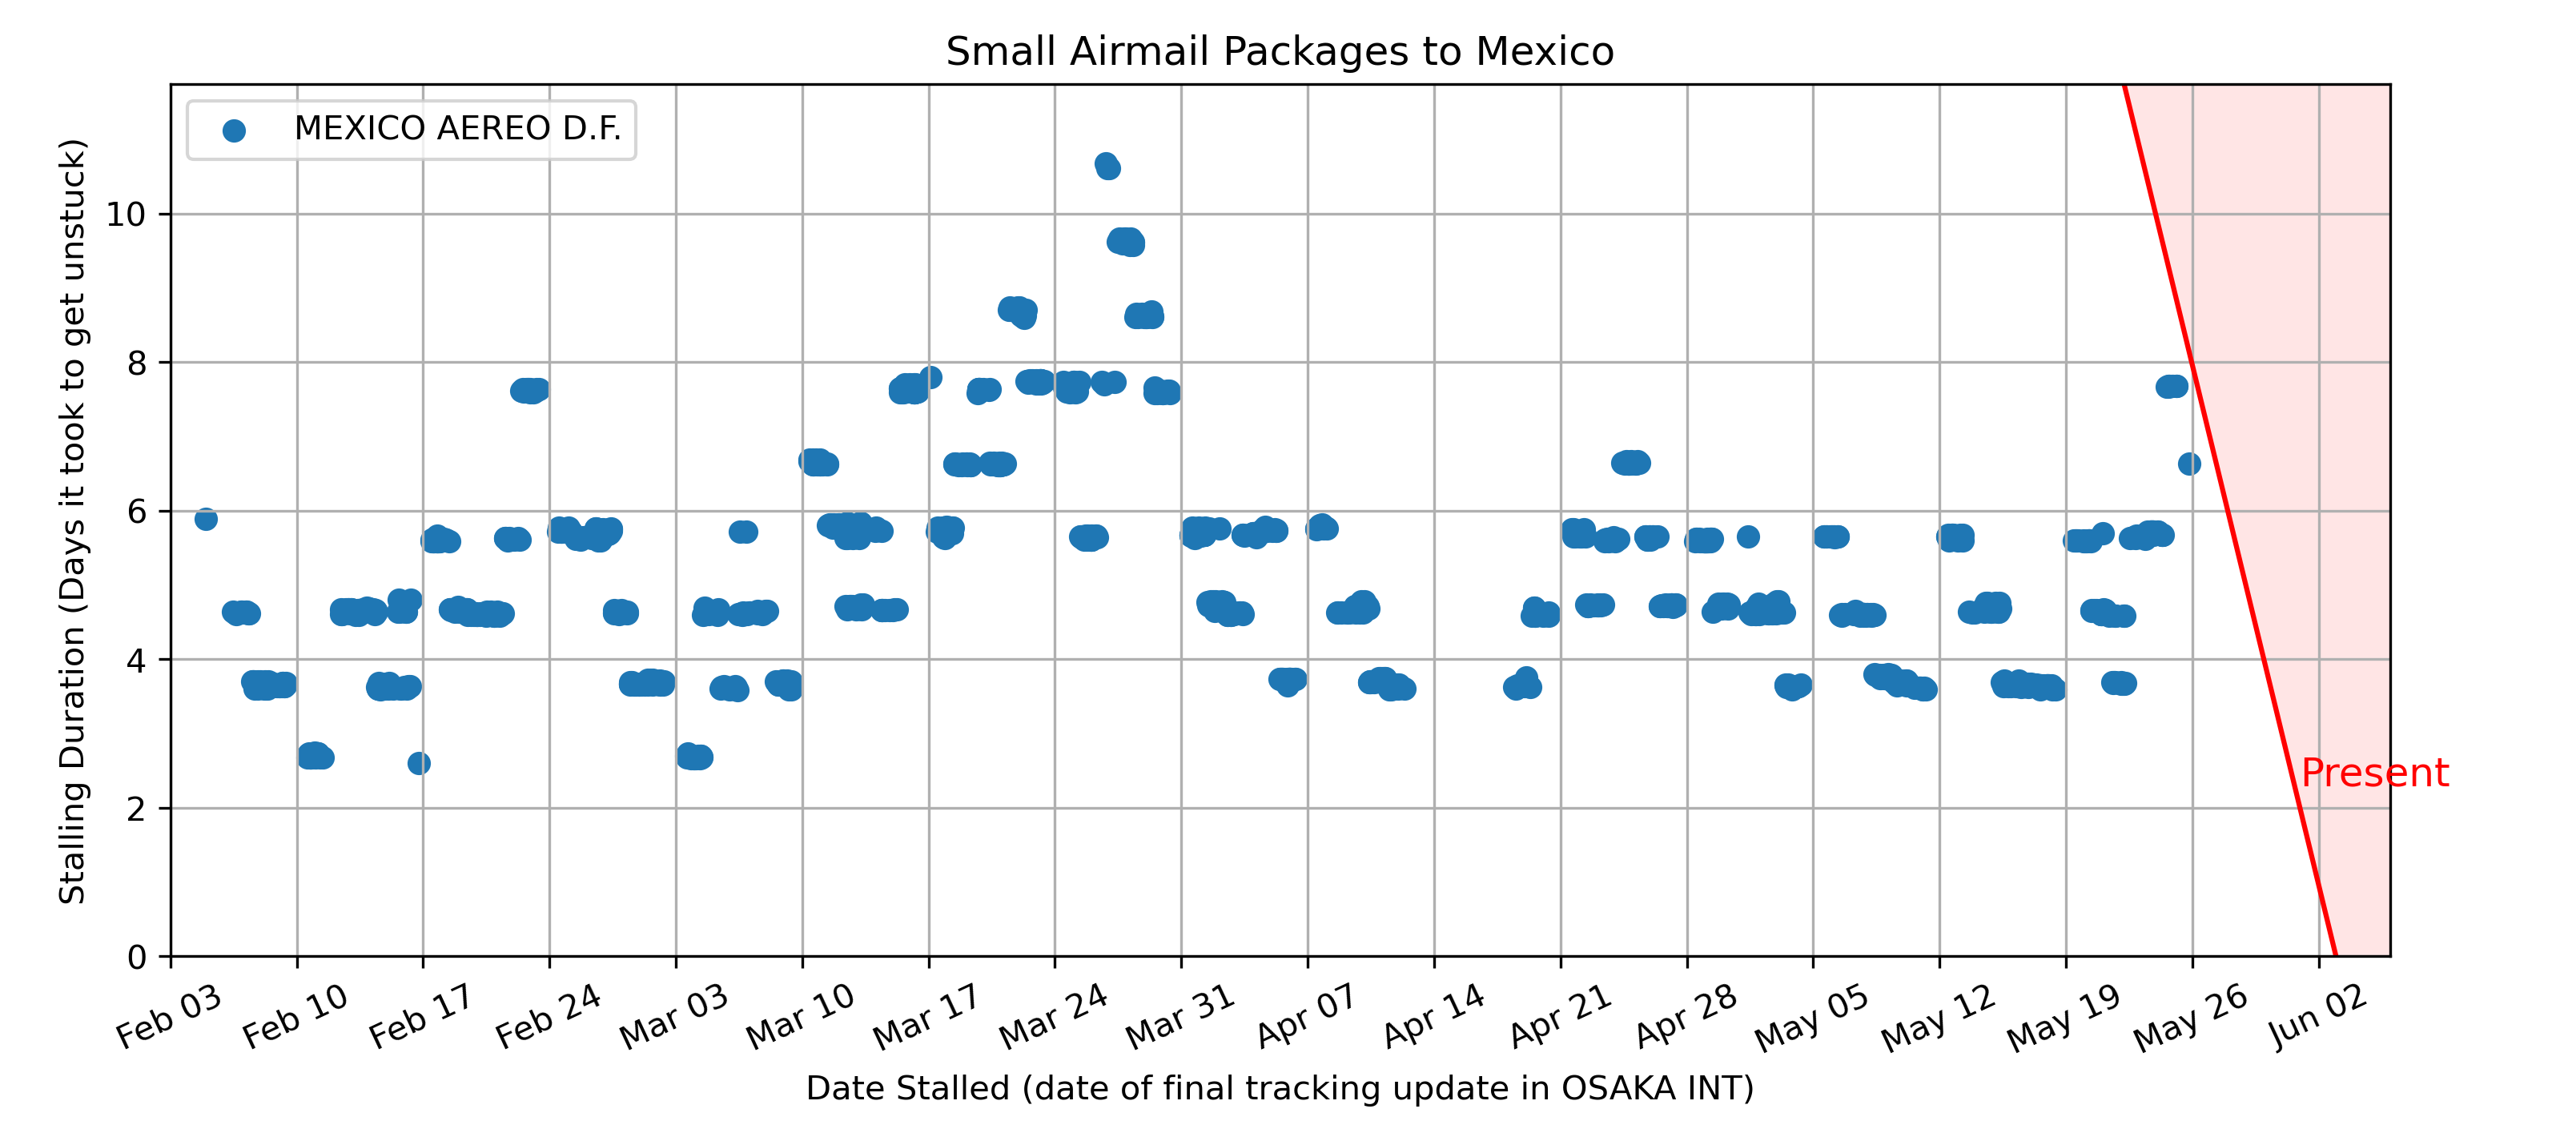 Small Airmail Packages to Mexico
MEXICO AEREO D.F.
Stalling Duration (Days it took to get unstuck)
10
8
6
4
2
0
Present
Feb 03
Feb 10
Feb 17
Feb 24
Mar 03
Mar 10
Mar 17
Mar 24
Mar 31
Apr 07
Apr 14
Apr 21
Apr 28
May 05
May 12
May 19
May 26
Jun 02
Date Stalled (date of final tracking update in OSAKA INT)